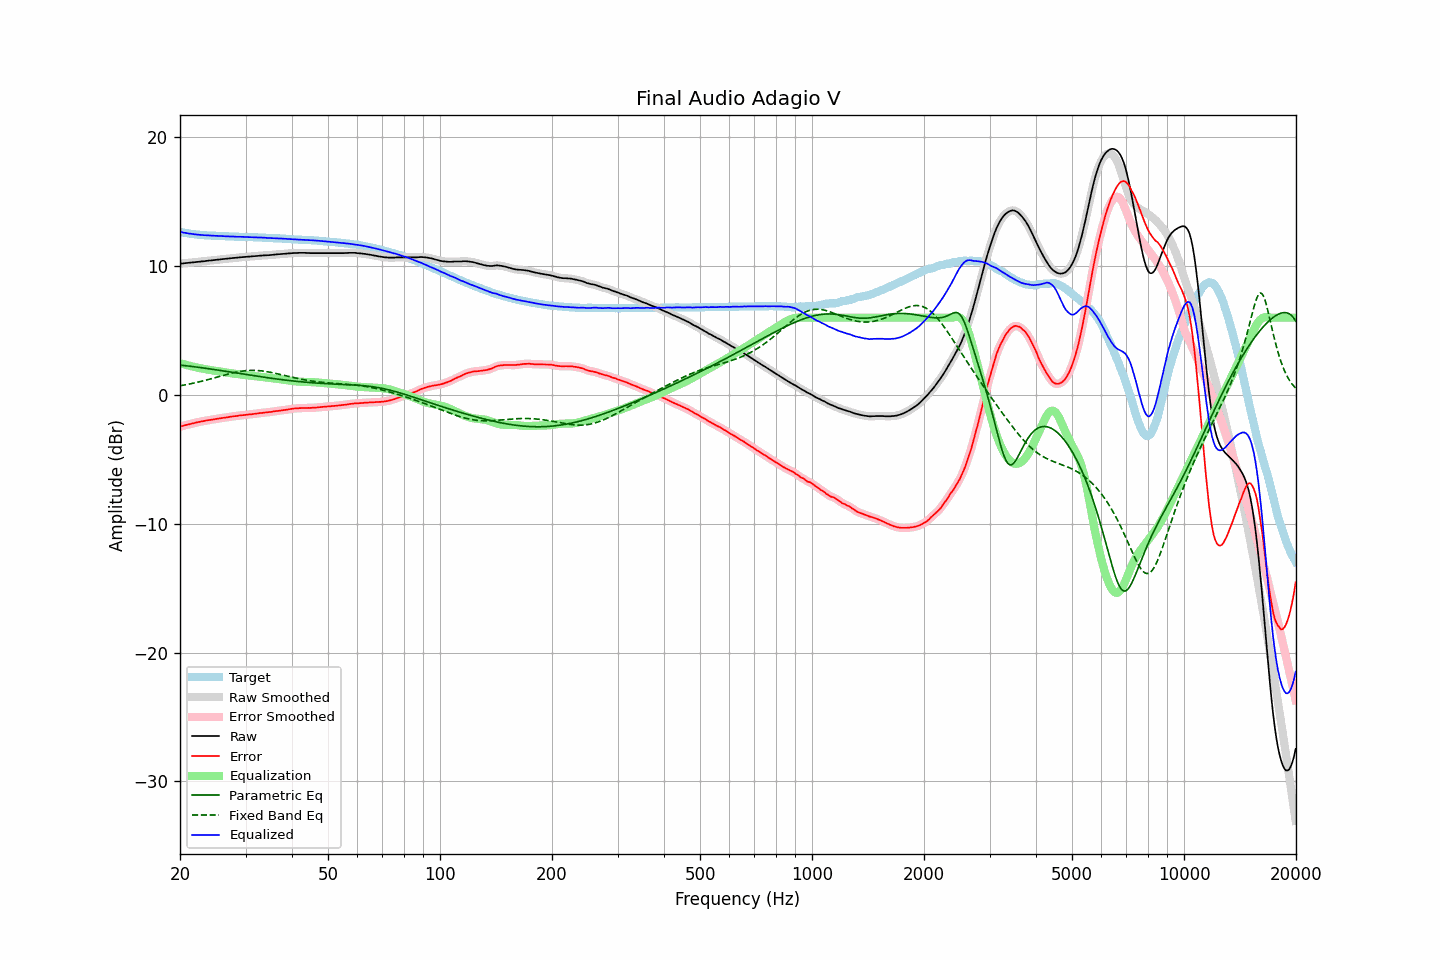 Final Audio Adagio V
20
10
0
−10
−20
−30
Amplitude (dBr)
Target
Raw Smoothed
Error Smoothed
Raw
Error
Equalization
Parametric Eq
Fixed Band Eq
Equalized
20 50 100 200 500 1000 2000 5000 10000 20000
Frequency (Hz)